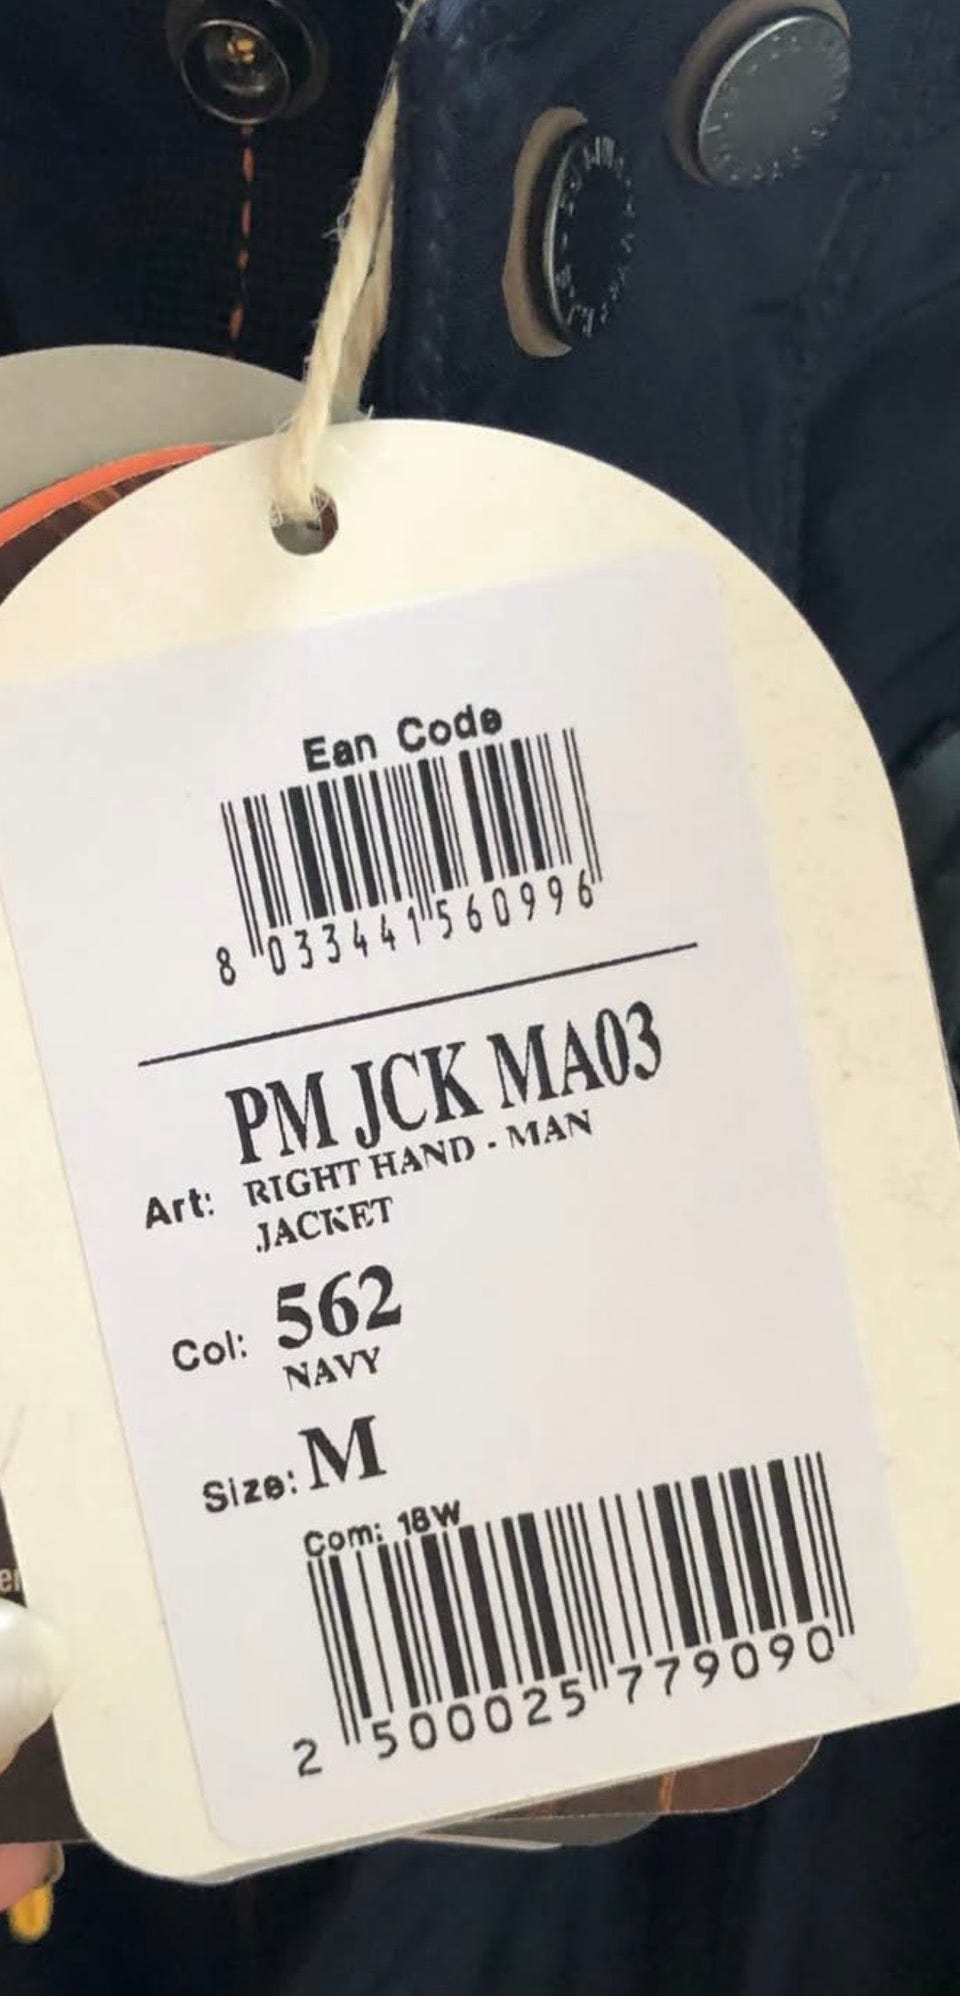 Ean Code
8 033441 560996
PM JCK MA03
Art: RIGHT HAND - MAN
JACKET
Col: 562
NAVY
Size: M
Com: 18W
2 500025 779090